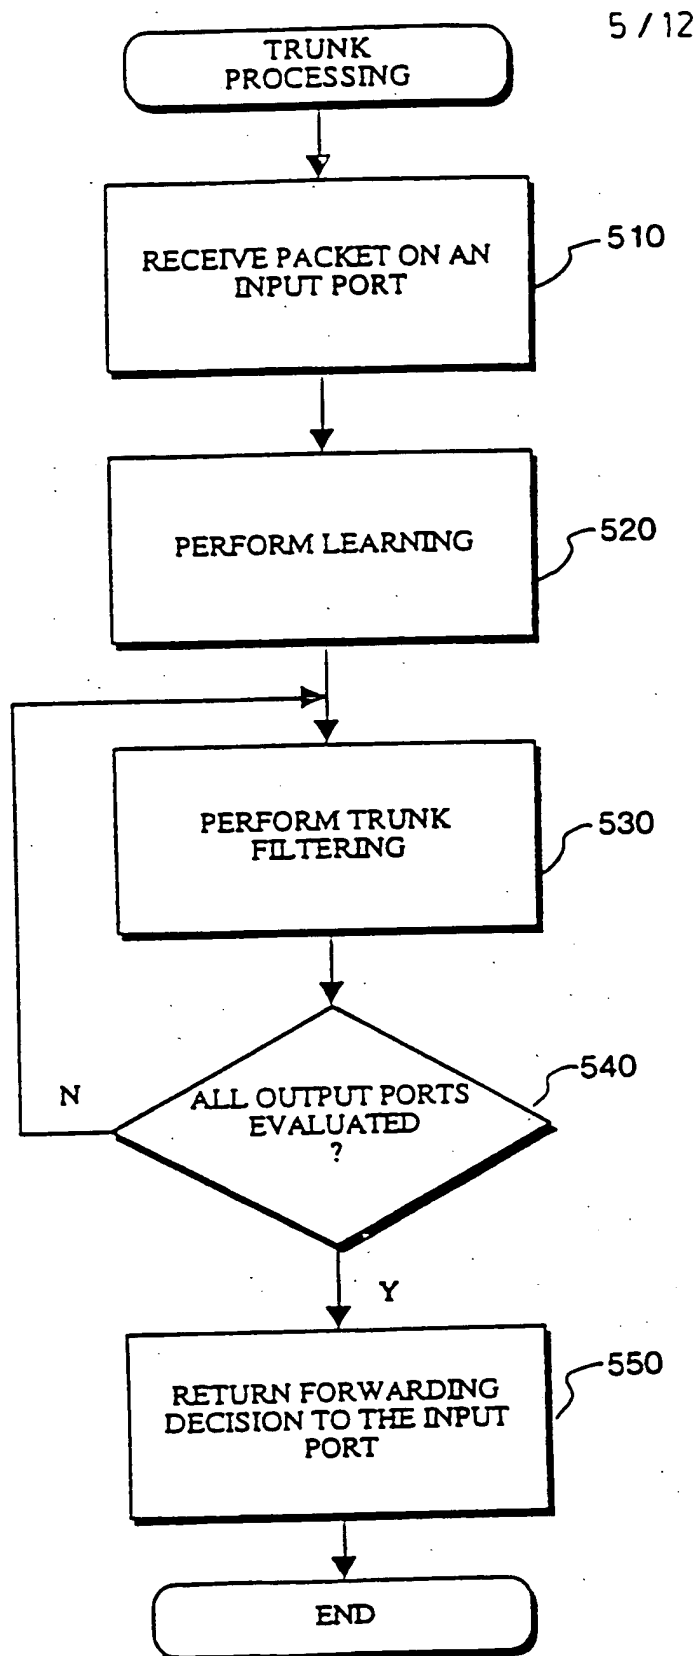 5/12
TRUNK
PROCESSING
RECEIVE PACKET ON AN
INPUT PORT
510
PERFORM LEARNING
520
PERFORM TRUNK
FILTERING
530
ALL OUTPUT PORTS
EVALUATED
?
540
N
Y
RETURN FORWARDING
DECISION TO THE INPUT
PORT
550
END